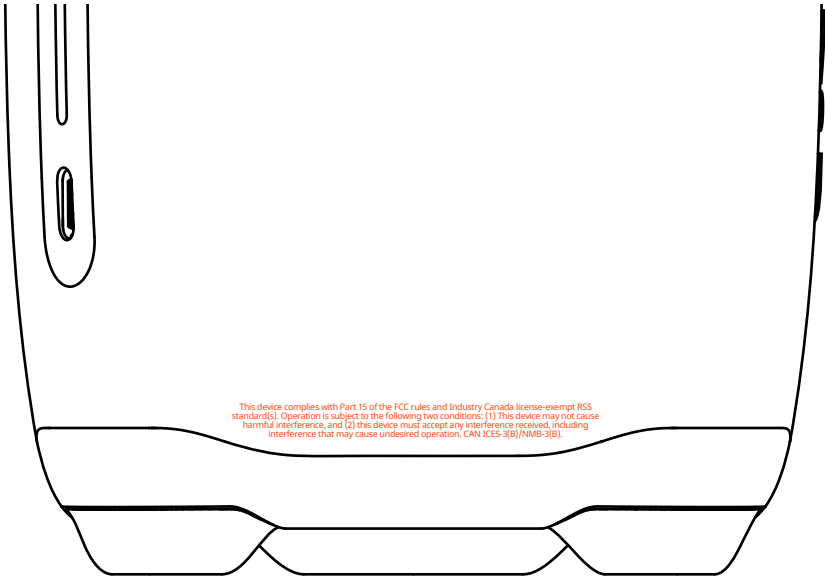 This device complies with Part 15 of the FCC rules and Industry Canada license-exempt RSS
standard(s). Operation is subject to the following two conditions: (1) This device may not cause
harmful interference, and (2) this device must accept any interference received, including
interference that may cause undesired operation. CAN ICES-3(B)/NMB-3(B).